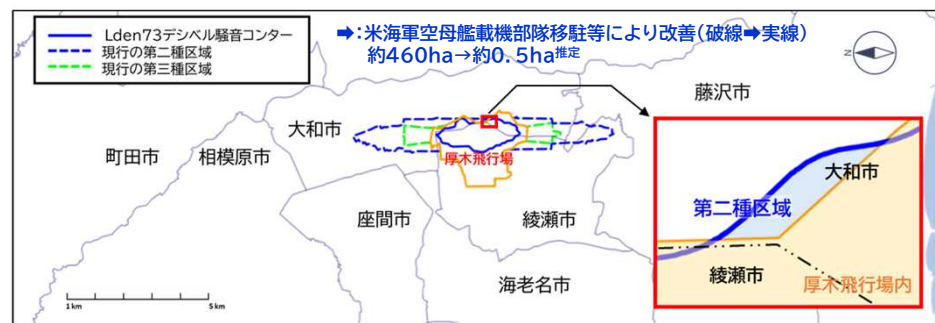 Lden73デシベル騒音コンター
現行の第二種区域
現行の第三種区域
➡:米海軍空母艦載機部隊移駐等により改善(破線➡実線)
約460ha→約0.5ha推定
N
藤沢市
大和市
町田市
相模原市
厚木飛行場
座間市
綾瀬市
海老名市
1km
5km
大和市
第二種区域
綾瀬市
厚木飛行場内